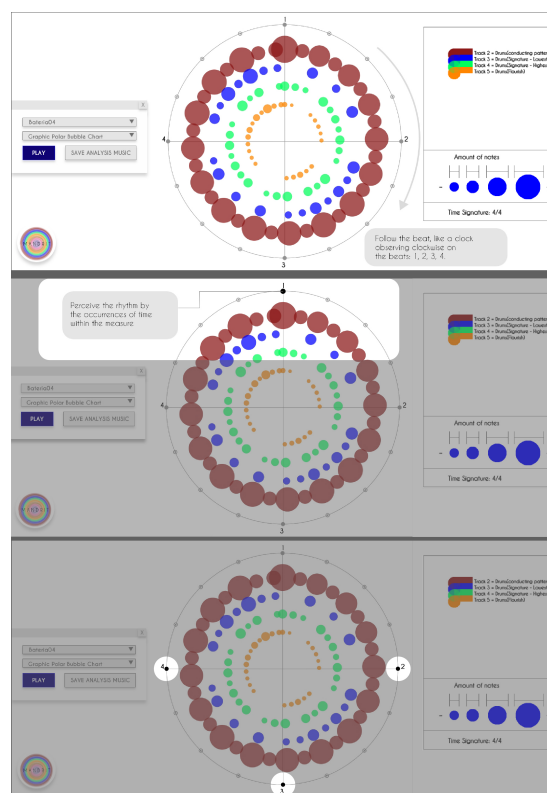 1
Track 2 = Drums(conducting patte
Track 3 = Drums(Signature - Lowest
Track 4 = Drums(Signature - Highes
Track 5 = Drums(flourish)
X
Bateria04
Graphic Polar Bubble Chart
PLAY
SAVE ANALYSIS MUSIC
4
2
3
Amount of notes
Time Signature: 4/4
Follow the beat, like a clock
observing clockwise on
the beats: 1, 2, 3, 4.
1
Perceive the rhythm by
the occurrences of time
within the measure
Track 2 = Drums(conducting patte
Track 3 = Drums(Signature - Lowest
Track 4 = Drums(Signature - Highes
Track 5 = Drums(flourish)
X
Bateria04
Graphic Polar Bubble Chart
PLAY
SAVE ANALYSIS MUSIC
4
2
3
Amount of notes
Time Signature: 4/4
1
Track 2 = Drums(conducting patte
Track 3 = Drums(Signature - Lowest
Track 4 = Drums(Signature - Highes
Track 5 = Drums(flourish)
X
Bateria04
Graphic Polar Bubble Chart
PLAY
SAVE ANALYSIS MUSIC
4
2
3
Amount of notes
Time Signature: 4/4